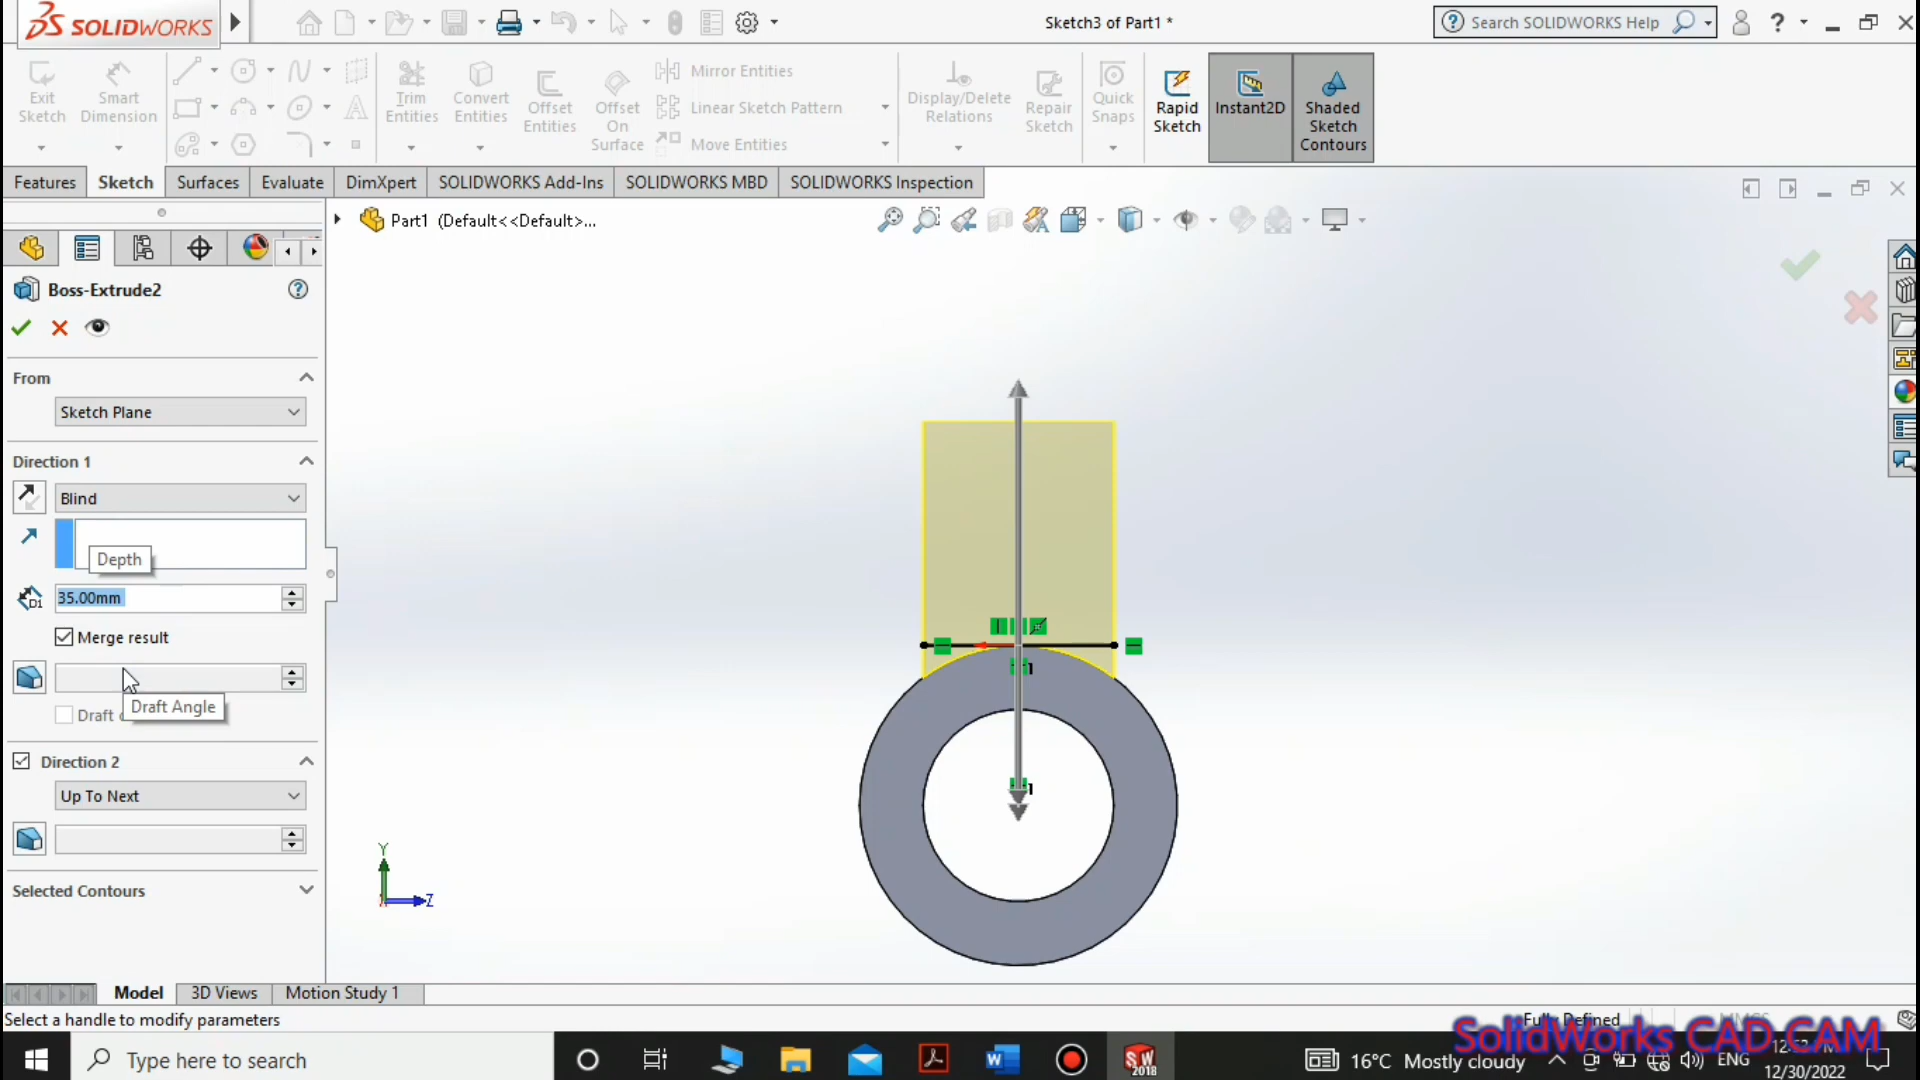 SOLIDWORKS
Sketch3 of Part1 *
Search SOLIDWORKS Help
Exit Sketch
Smart Dimension
Trim Entities
Convert Entities
Offset Entities
Offset On Surface
Mirror Entities
Linear Sketch Pattern
Move Entities
Display/Delete Relations
Repair Sketch
Quick Snaps
Rapid Sketch
Instant2D
Shaded Sketch Contours
Features Sketch Surfaces Evaluate DimXpert SOLIDWORKS Add-Ins SOLIDWORKS MBD SOLIDWORKS Inspection
Part1 (Default<<Default>...
Boss-Extrude2
From
Sketch Plane
Direction 1
Blind
Depth
D1
35.00mm
Merge result
Draft Angle
Draft
Direction 2
Up To Next
Selected Contours
Y
Z
Model 3D Views Motion Study 1
Select a handle to modify parameters
Fully Defined
MMGS
SolidWorks CAD CAM
Type here to search
W
SW
2018
16°C Mostly cloudy
ENG
12/30/2022